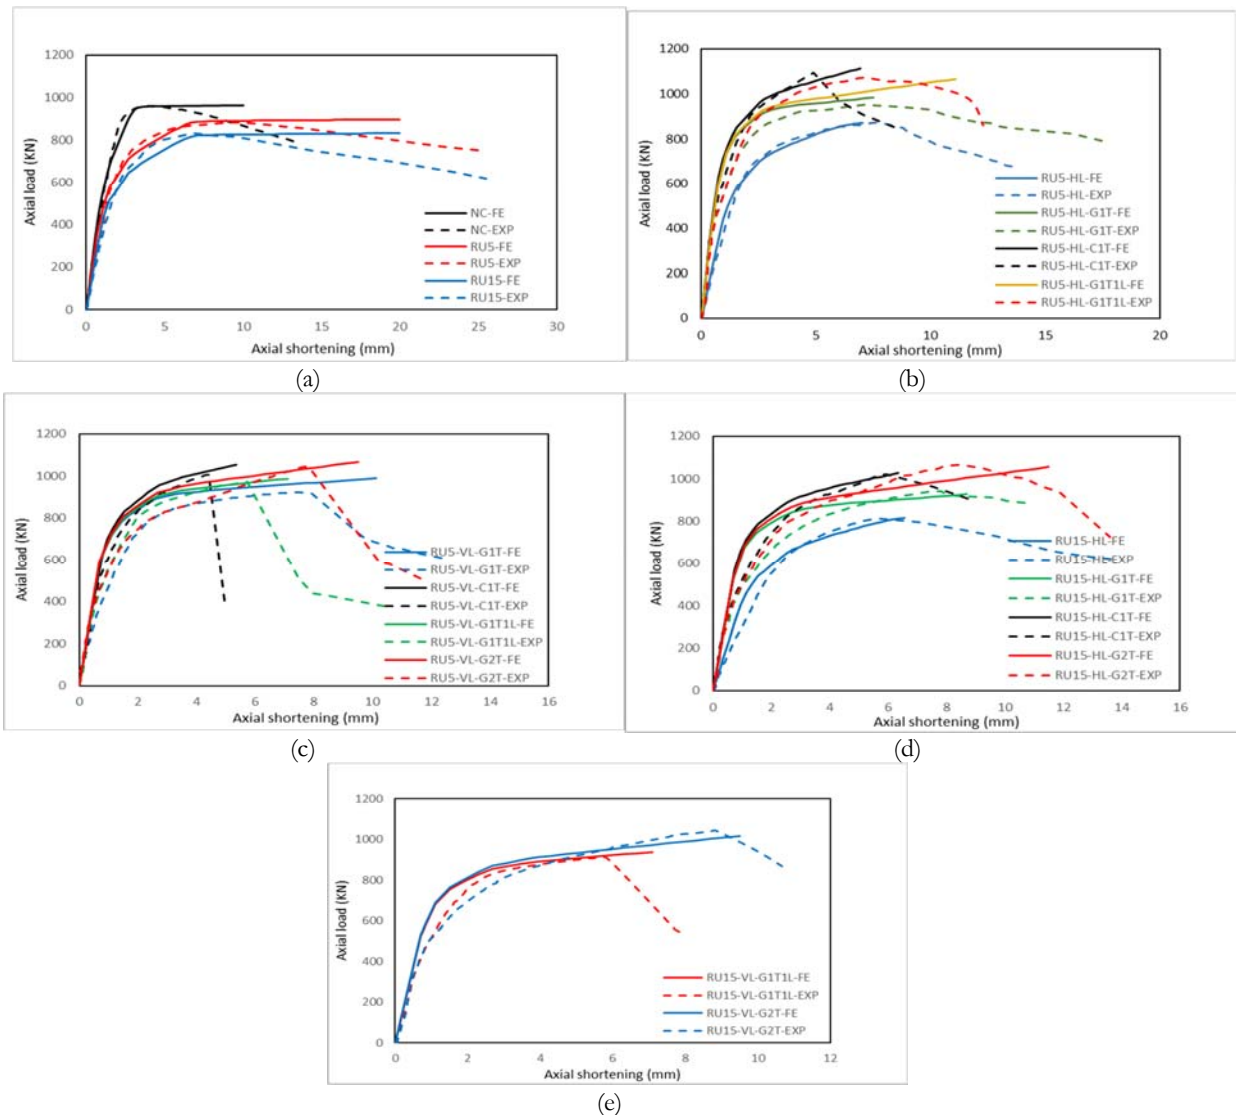 1200
1000
800
600
400
200
0
Axial load (KN)
NC-FE
NC-EXP
RU5-FE
RU5-EXP
RU15-FE
RU15-EXP
0 5 10 15 20 25 30
Axial shortening (mm)
(a)
1200
1000
800
600
400
200
0
Axial load (KN)
RU5-HL-FE
RU5-HL-EXP
RU5-HL-G1T-FE
RU5-HL-G1T-EXP
RU5-HL-C1T-FE
RU5-HL-C1T-EXP
RU5-HL-G1T1L-FE
RU5-HL-G1T1L-EXP
0 5 10 15 20
Axial shortening (mm)
(b)
1200
1000
800
600
400
200
0
Axial load (KN)
RU5-VL-G1T-FE
RU5-VL-G1T-EXP
RU5-VL-C1T-FE
RU5-VL-C1T-EXP
RU5-VL-G1T1L-FE
RU5-VL-G1T1L-EXP
RU5-VL-G2T-FE
RU5-VL-G2T-EXP
0 2 4 6 8 10 12 14 16
Axial shortening (mm)
(c)
1200
1000
800
600
400
200
0
Axial load (KN)
RU15-HL-FE
RU15-HL-EXP
RU15-HL-G1T-FE
RU15-HL-G1T-EXP
RU15-HL-C1T-FE
RU15-HL-C1T-EXP
RU15-HL-G2T-FE
RU15-HL-G2T-EXP
0 2 4 6 8 10 12 14 16
Axial shortening (mm)
(d)
1200
1000
800
600
400
200
0
Axial load (KN)
RU15-VL-G1T1L-FE
RU15-VL-G1T1L-EXP
RU15-VL-G2T-FE
RU15-VL-G2T-EXP
0 2 4 6 8 10 12
Axial shortening (mm)
(e)